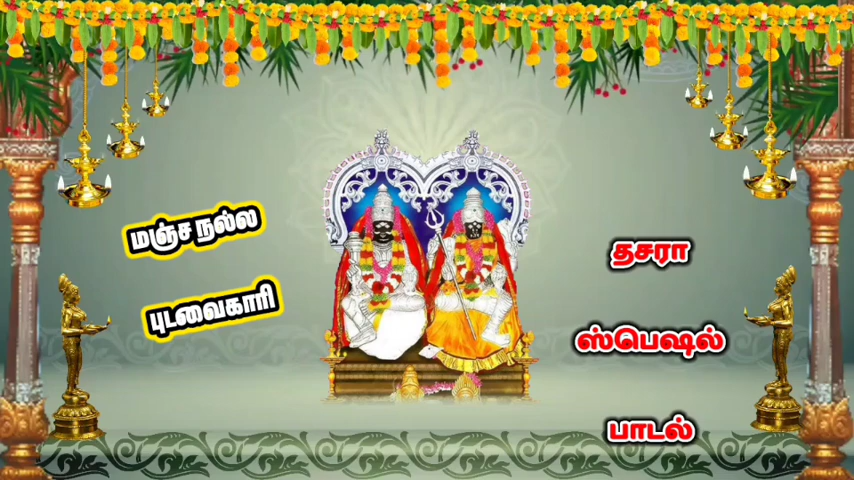 மஞ்ச நல்ல
புடவைகாரி
தசரா
ஸ்பெஷல்
பாடல்